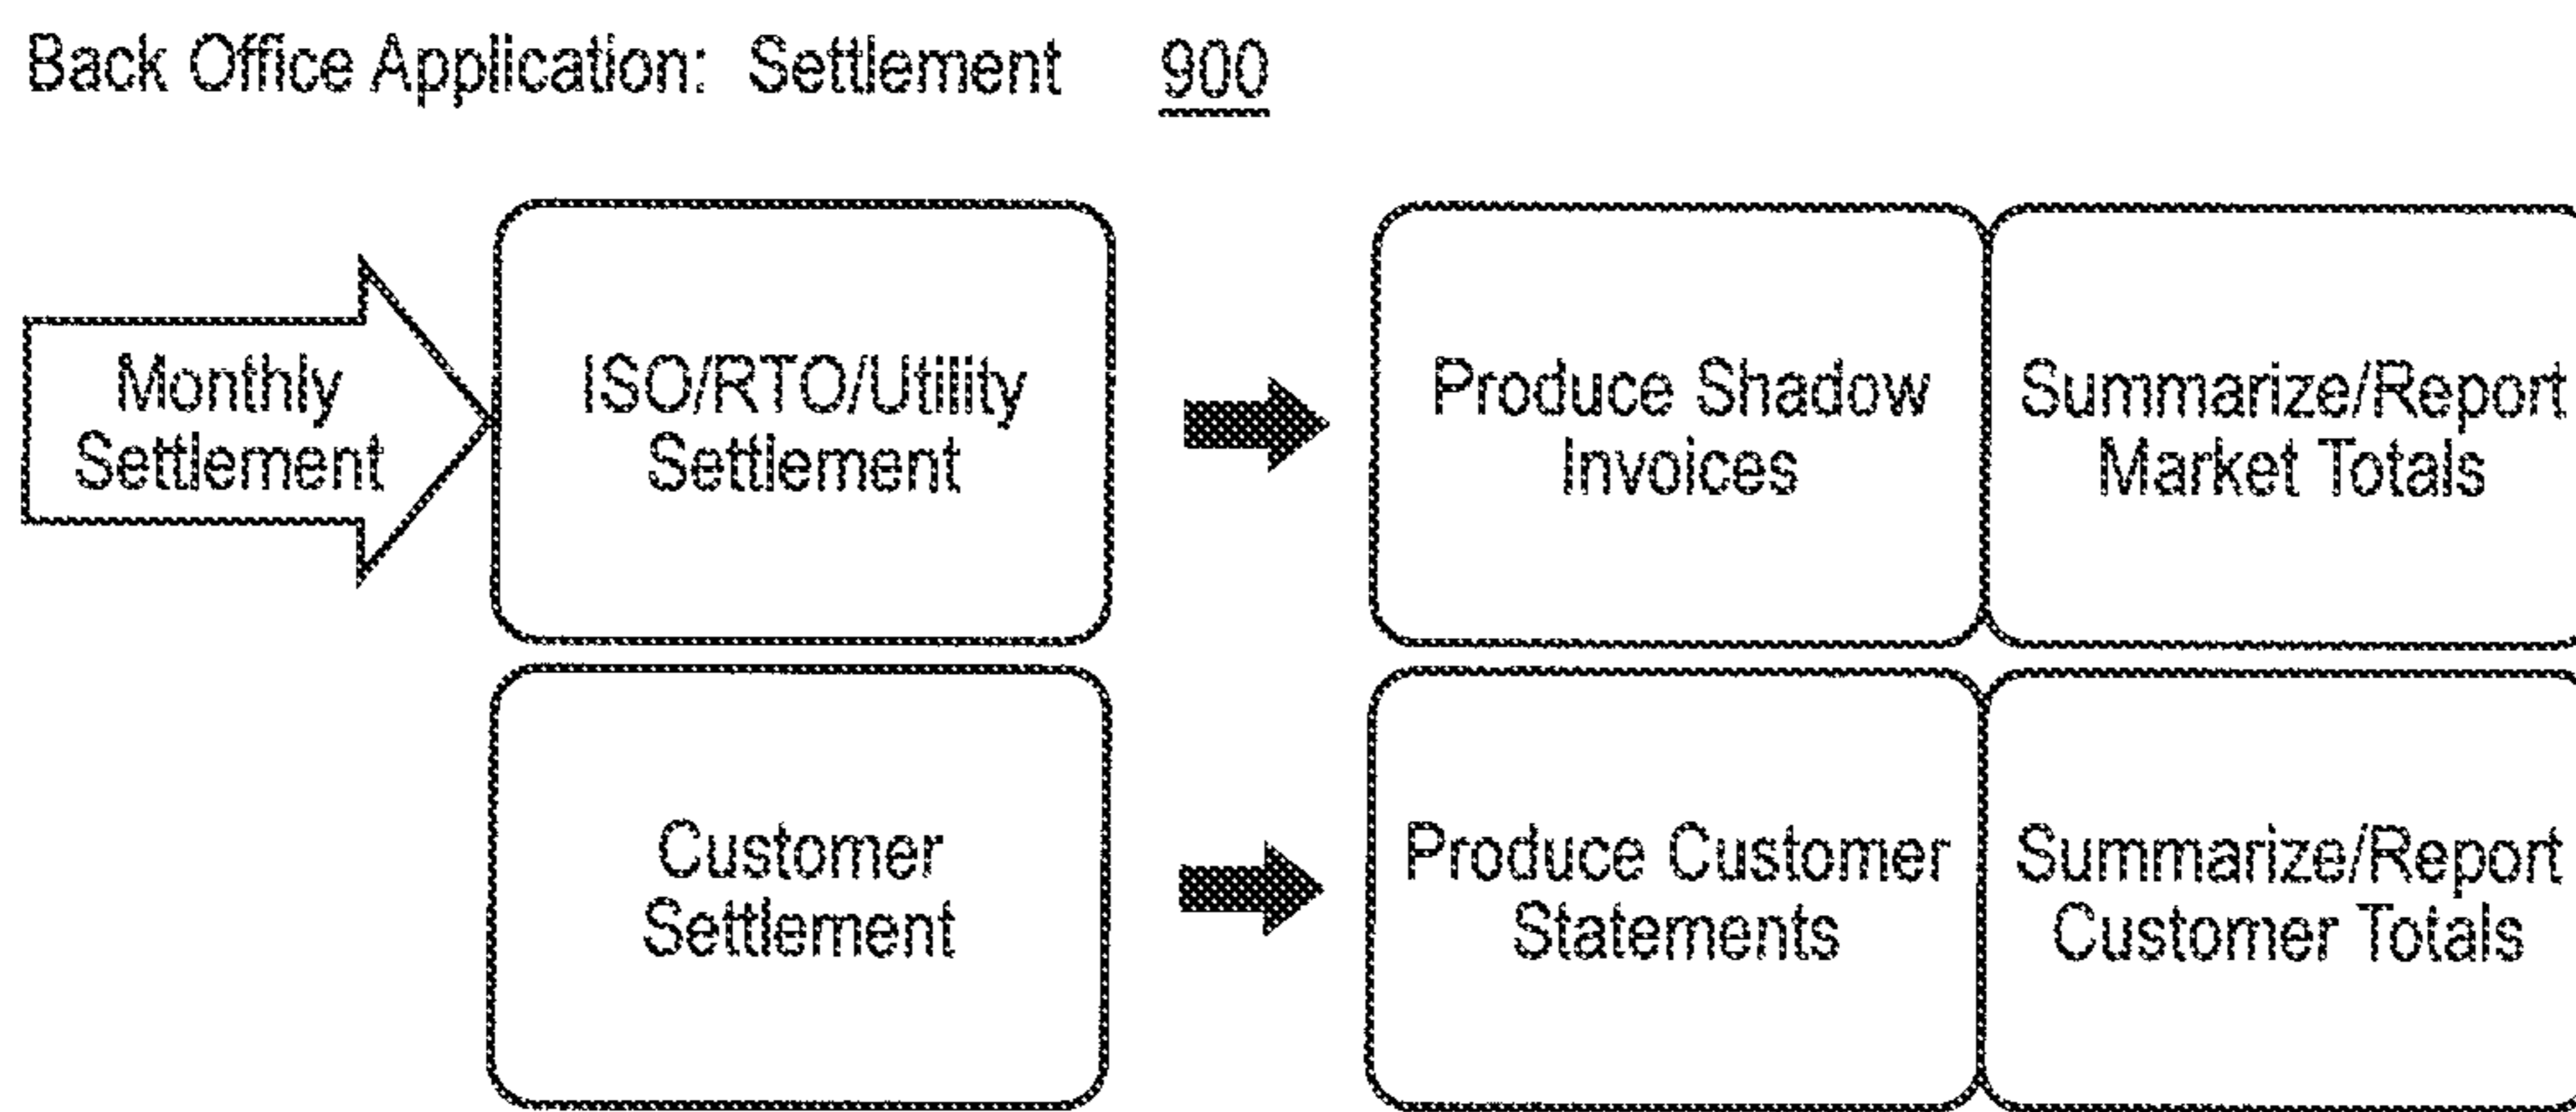 Back Office Application: Settlement 900
Monthly
Settlement
ISO/RTO/Utility
Settlement
Produce Shadow
Invoices
Summarize/Report
Market Totals
Customer
Settlement
Produce Customer
Statements
Summarize/Report
Customer Totals